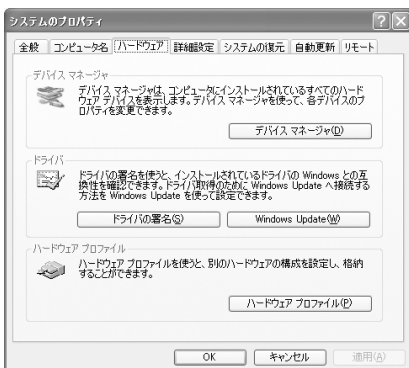 システムのプロパティ
全般 コンピュータ名 ハードウェア 詳細設定 システムの復元 自動更新 リモート
デバイス マネージャ
デバイス マネージャは、コンピュータにインストールされているすべてのハード
ウェア デバイスを表示します。デバイス マネージャを使って、各デバイスのプ
ロパティを変更できます。
デバイス マネージャ(D)
ドライバ
ドライバの署名を使うと、インストールされているドライバの Windows との互
換性を確認できます。ドライバ取得のために Windows Update へ接続する
方法を Windows Update を使って設定できます。
ドライバの署名(S) Windows Update(W)
ハードウェア プロファイル
ハードウェア プロファイルを使うと、別のハードウェアの構成を設定し、格納
することができます。
ハードウェア プロファイル(P)
OK キャンセル 適用(A)